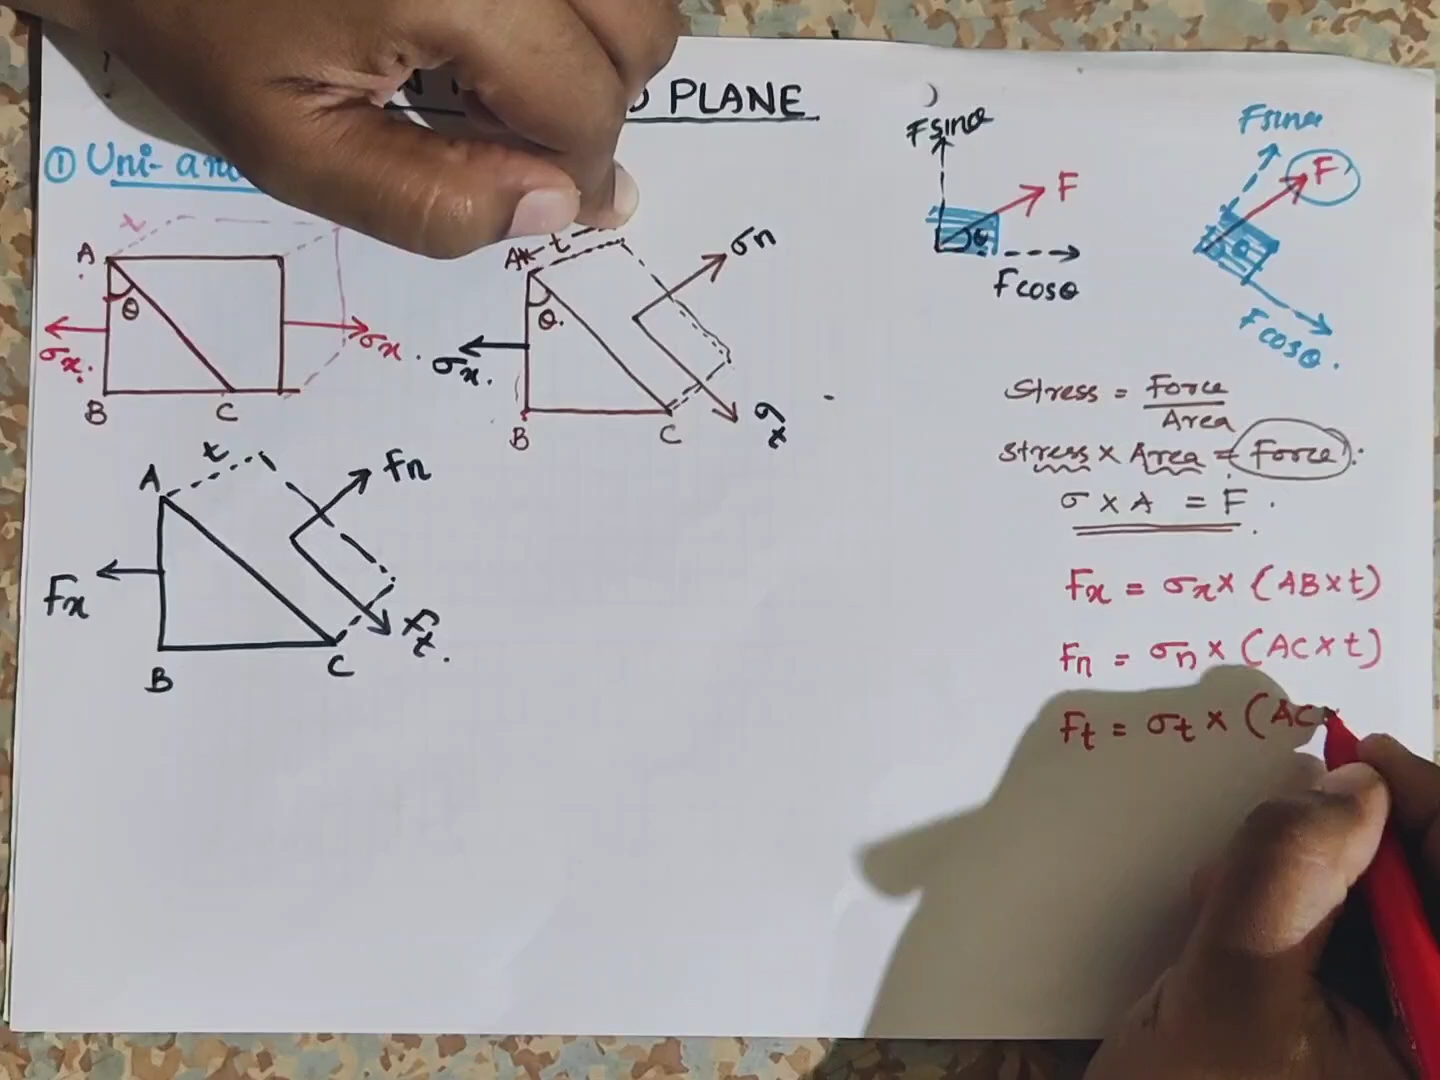 PLANE
① Uni-
t
A
θ
σx.
σx.
B
C
A
t
θ.
σn
σx.
B
C
σt
A
t
Fn
Fx
Ft.
B
C
Fsinθ
F
θ
Fcosθ
F
θ
Fcosθ.
Stress = Force
Area
Stress × Area = Force.
σ × A = F.
Fx = σx × (AB × t)
Fn = σn × (AC × t)
Ft = σt × (AC